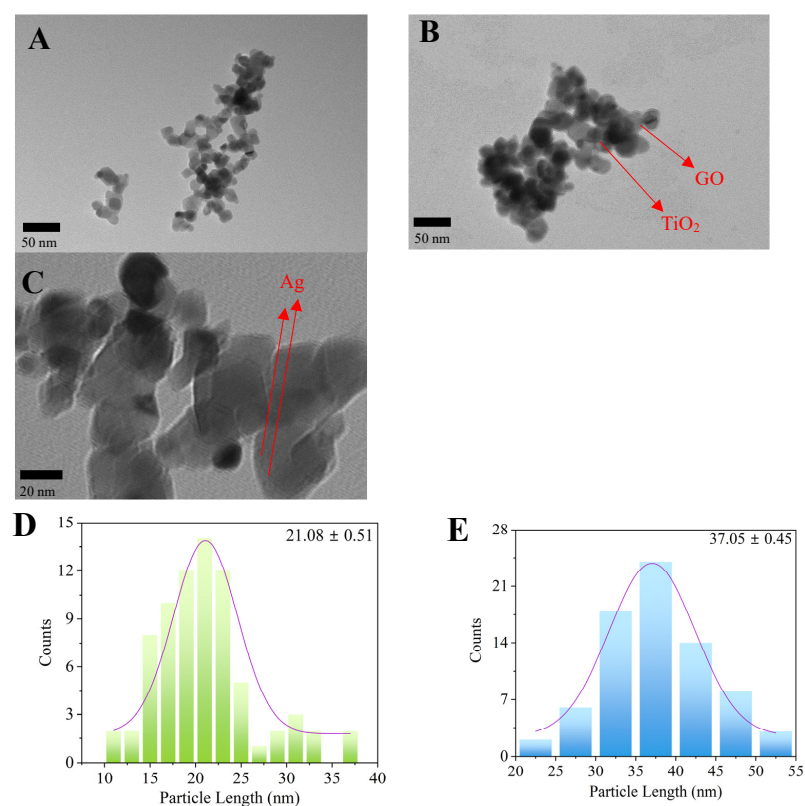 A
50 nm
B
GO
TiO₂
50 nm
C
Ag
20 nm
D
21.08 ± 0.51
15
12
9
6
3
0
Counts
10 15 20 25 30 35 40
Particle Length (nm)
E
37.05 ± 0.45
28
21
14
7
0
Counts
20 25 30 35 40 45 50 55
Particle Length (nm)